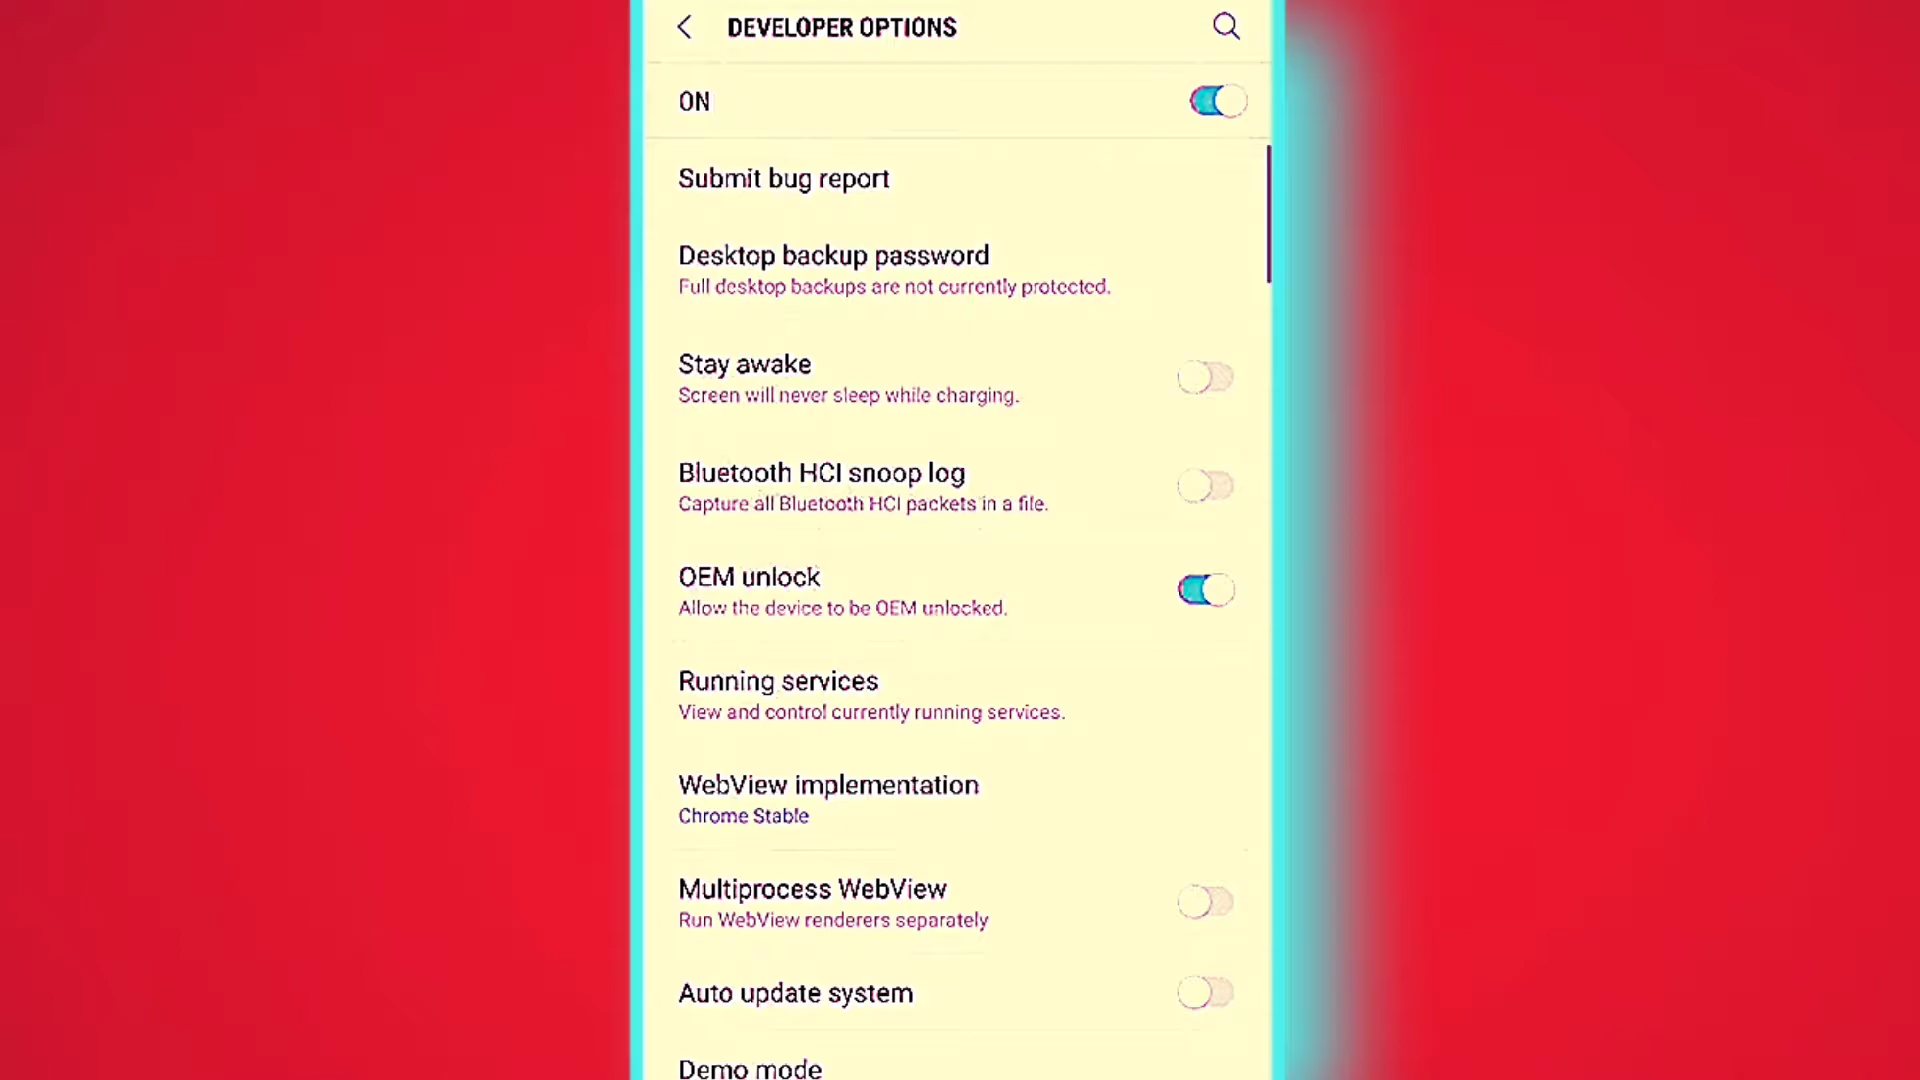 DEVELOPER OPTIONS
ON
Submit bug report
Desktop backup password
Full desktop backups are not currently protected.
Stay awake
Screen will never sleep while charging.
Bluetooth HCI snoop log
Capture all Bluetooth HCI packets in a file.
OEM unlock
Allow the device to be OEM unlocked.
Running services
View and control currently running services.
WebView implementation
Chrome Stable
Multiprocess WebView
Run WebView renderers separately
Auto update system
Demo mode